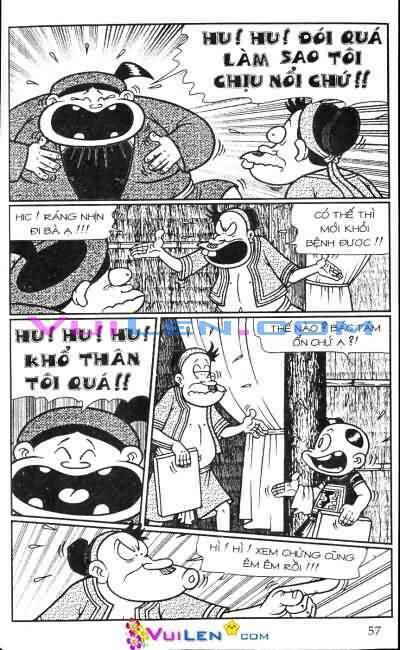 HU! HU! ĐÓI QUÁ
LÀM SAO TÔI
CHỊU NỔI CHỨ!!
HIC! RÁNG NHỊN
ĐI BÀ Ạ!!!
CÓ THẾ THÌ
MỚI KHỎI
BỆNH ĐƯỢC!!
HU! HU! HU!
KHỔ THÂN
TÔI QUÁ!!
VUILEN.COM
THẾ NÀO? BÁC TÁM
ỔN CHỨ Ạ?!
HÌ! HÌ! XEM CHỪNG CŨNG
ÊM ÊM RỒI!!!
57
VUILEN.COM